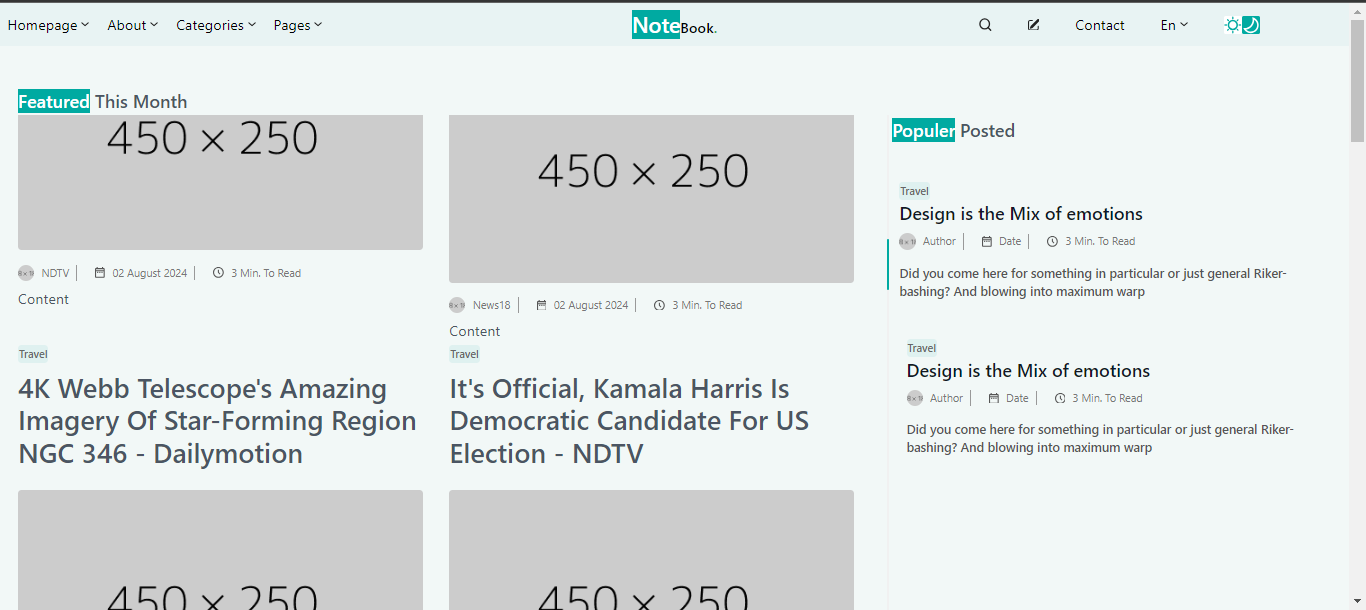 Homepage About Categories Pages NoteBook. Contact En
Featured This Month
450 × 250
NDTV 02 August 2024 3 Min. To Read
Content
Travel
4K Webb Telescope's Amazing
Imagery Of Star-Forming Region
NGC 346 - Dailymotion
450 × 250
450 × 250
News18 02 August 2024 3 Min. To Read
Content
Travel
It's Official, Kamala Harris Is
Democratic Candidate For US
Election - NDTV
450 × 250
Populer Posted
Travel
Design is the Mix of emotions
Author Date 3 Min. To Read
Did you come here for something in particular or just general Riker-
bashing? And blowing into maximum warp
Travel
Design is the Mix of emotions
Author Date 3 Min. To Read
Did you come here for something in particular or just general Riker-
bashing? And blowing into maximum warp